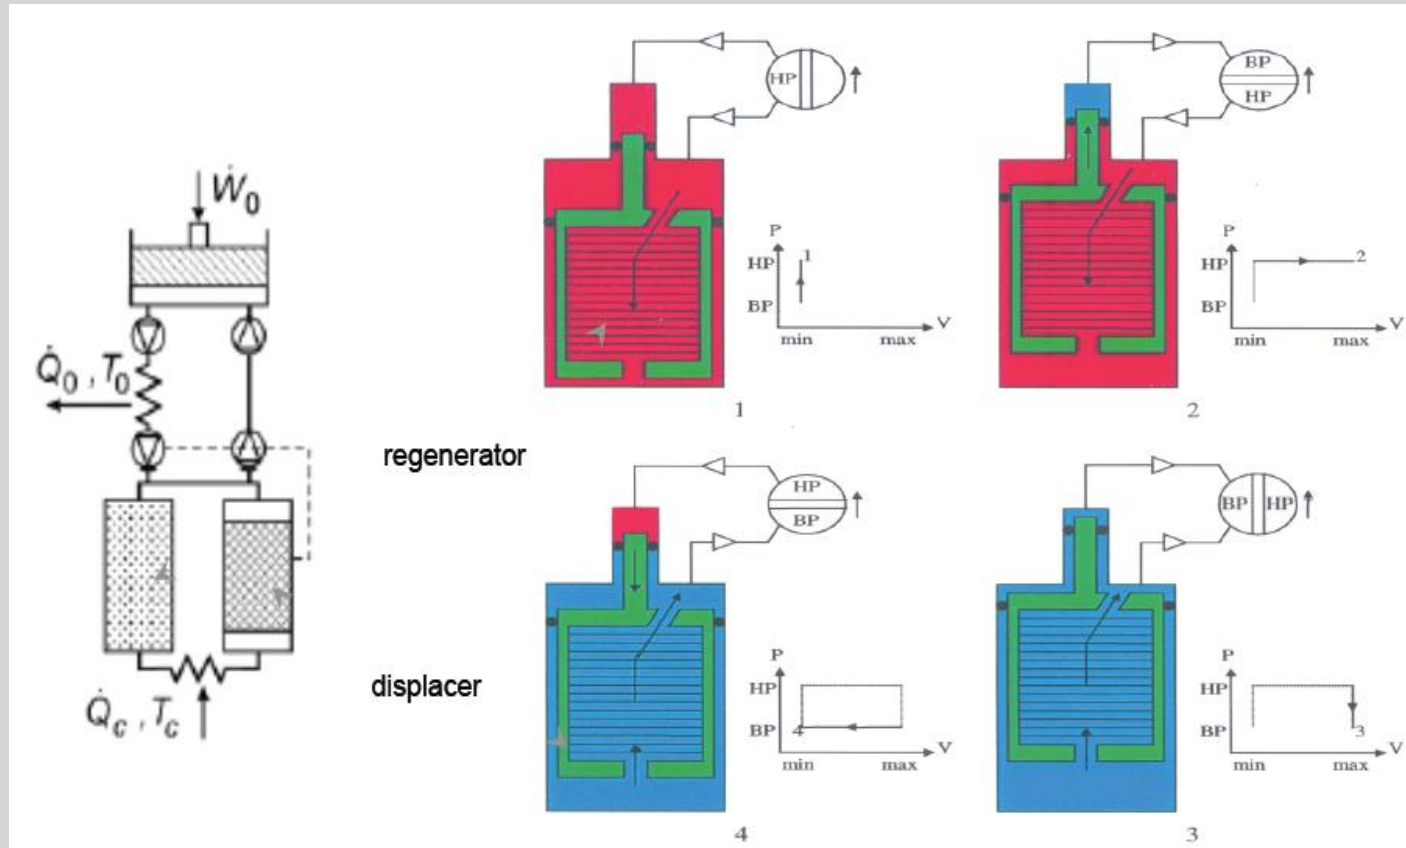 Ẇ₀
Q̇₀ , T₀
Q̇c , Tc
regenerator
displacer
HP
P
HP
BP
1
min
max
V
1
BP
HP
P
HP
BP
2
min
max
V
2
HP
BP
P
HP
BP
4
min
max
V
4
BP
HP
P
HP
BP
3
min
max
V
3